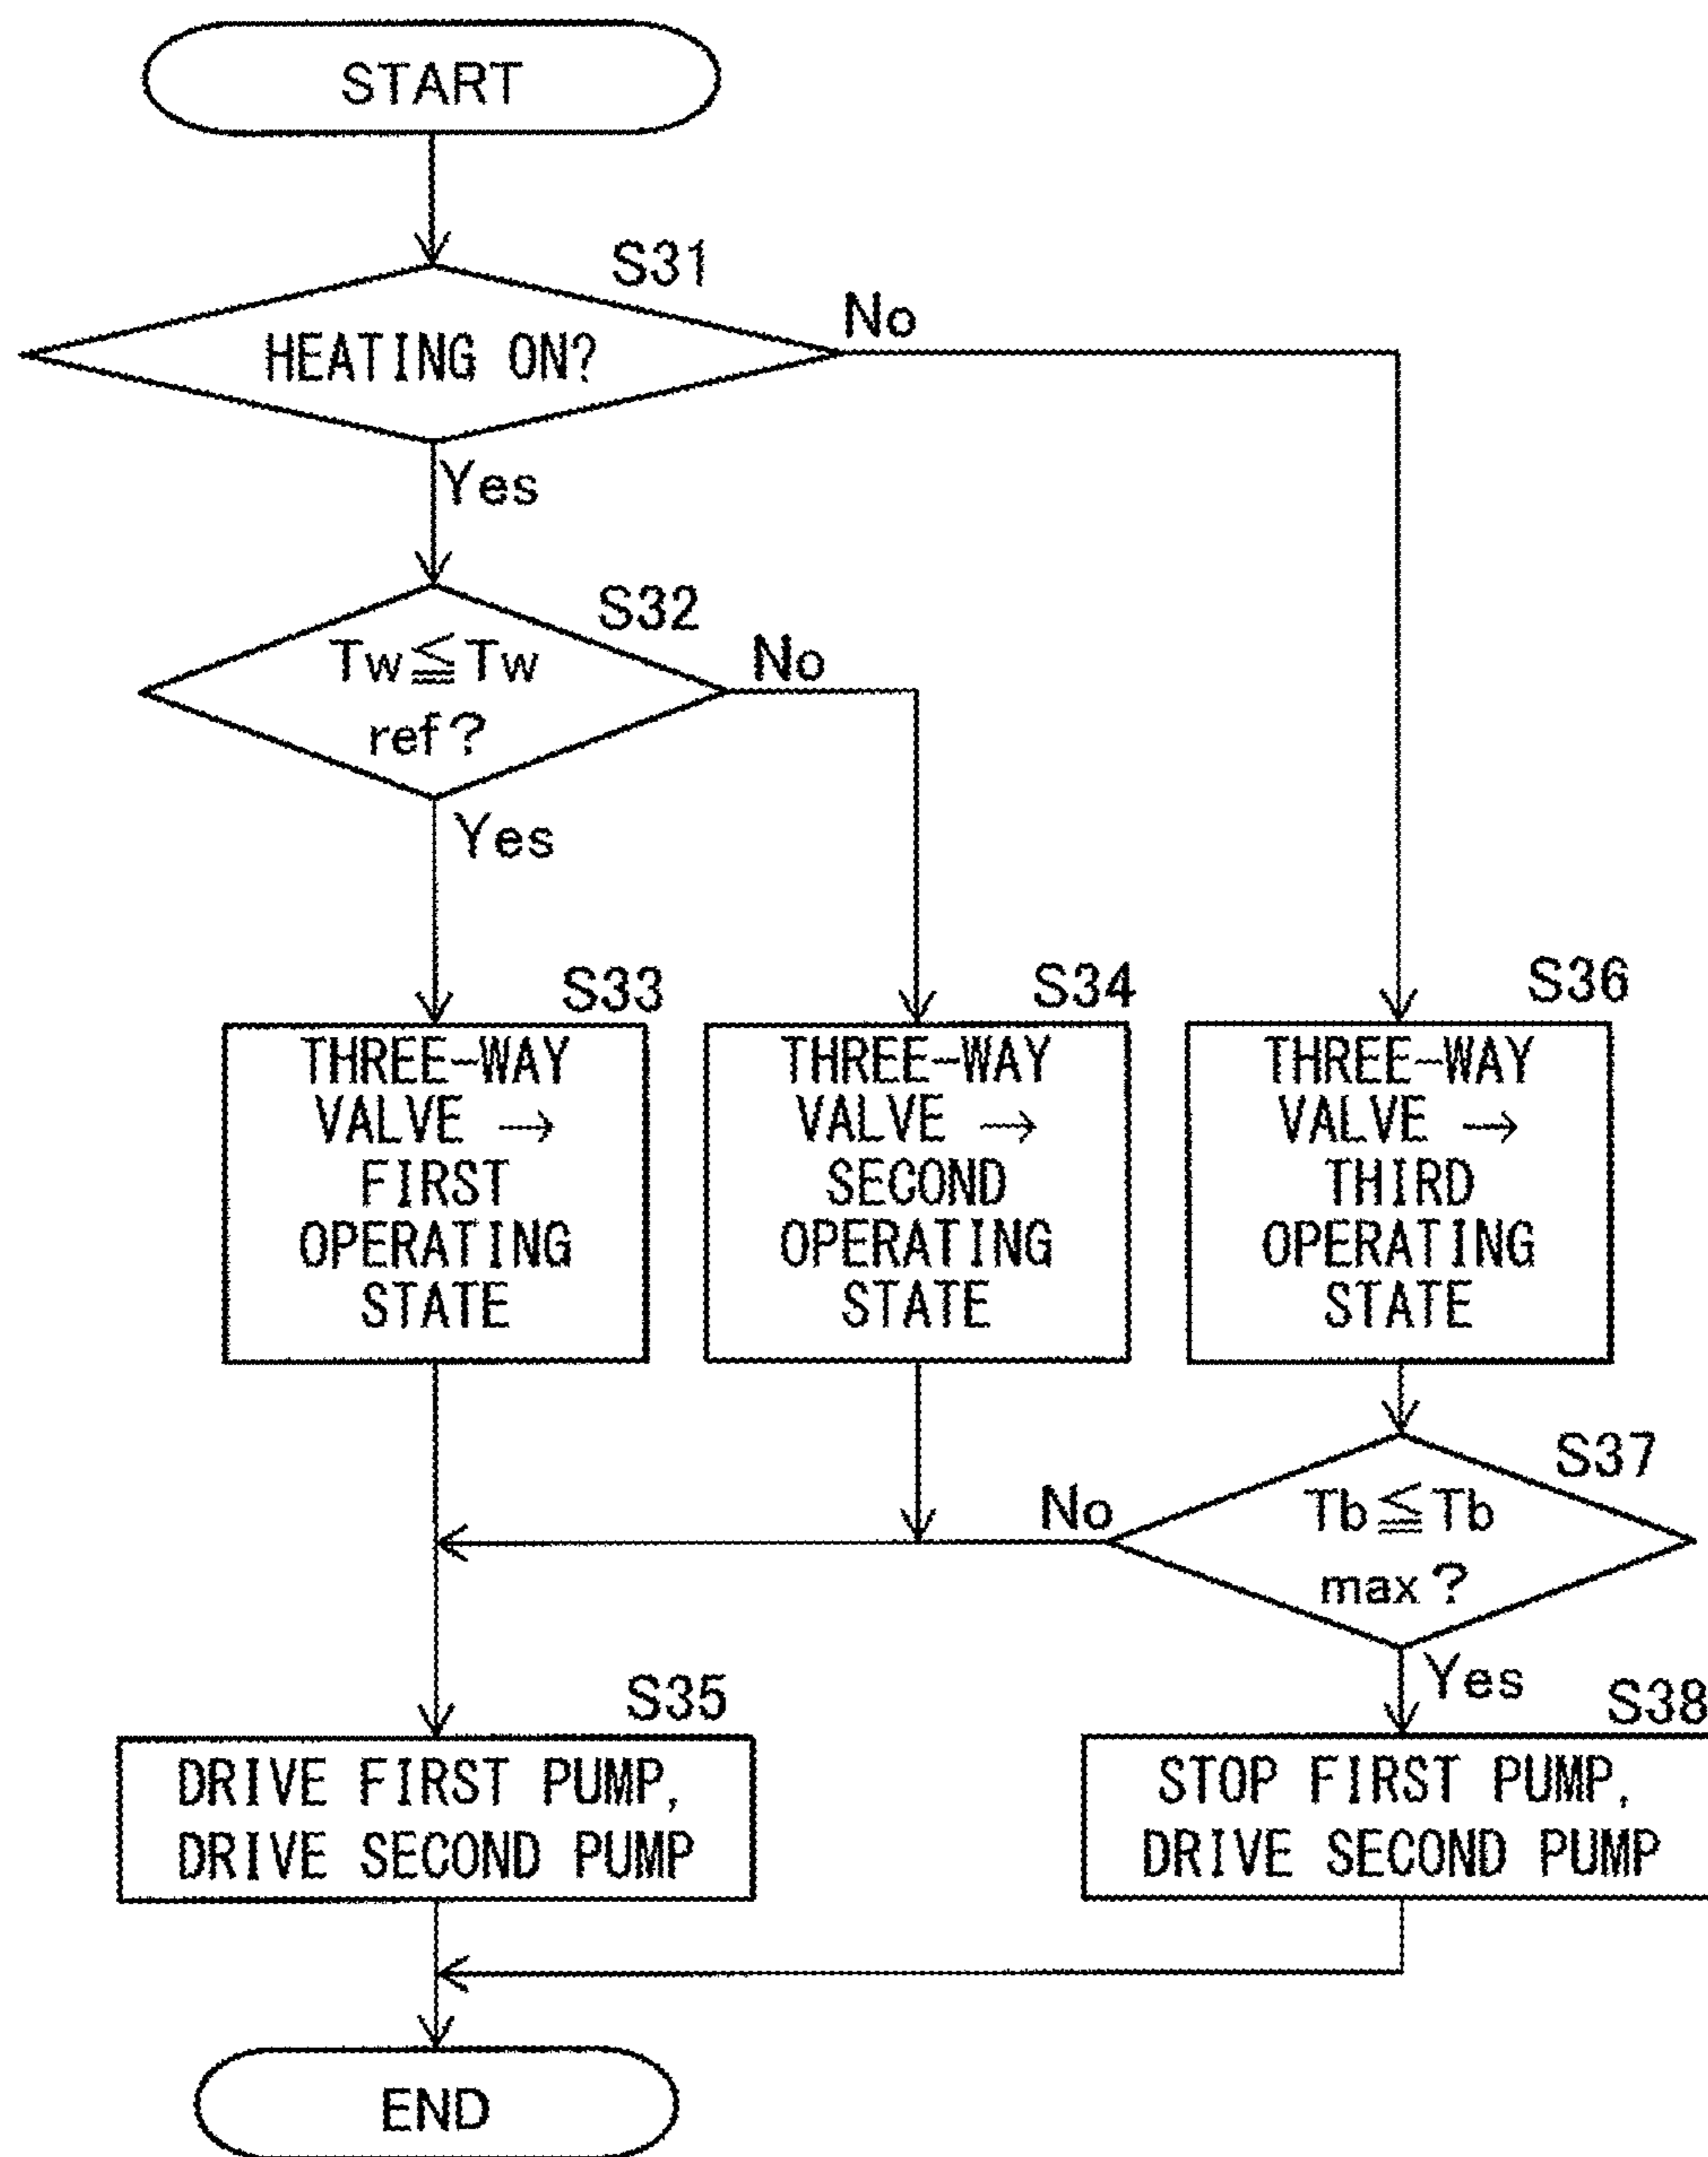 START
S31
HEATING ON?
No
Yes
S32
Tw≦Tw
ref?
No
Yes
S33
THREE-WAY
VALVE →
FIRST
OPERATING
STATE
S34
THREE-WAY
VALVE →
SECOND
OPERATING
STATE
S36
THREE-WAY
VALVE →
THIRD
OPERATING
STATE
S37
Tb≦Tb
max?
No
Yes
S35
DRIVE FIRST PUMP,
DRIVE SECOND PUMP
S38
STOP FIRST PUMP,
DRIVE SECOND PUMP
END